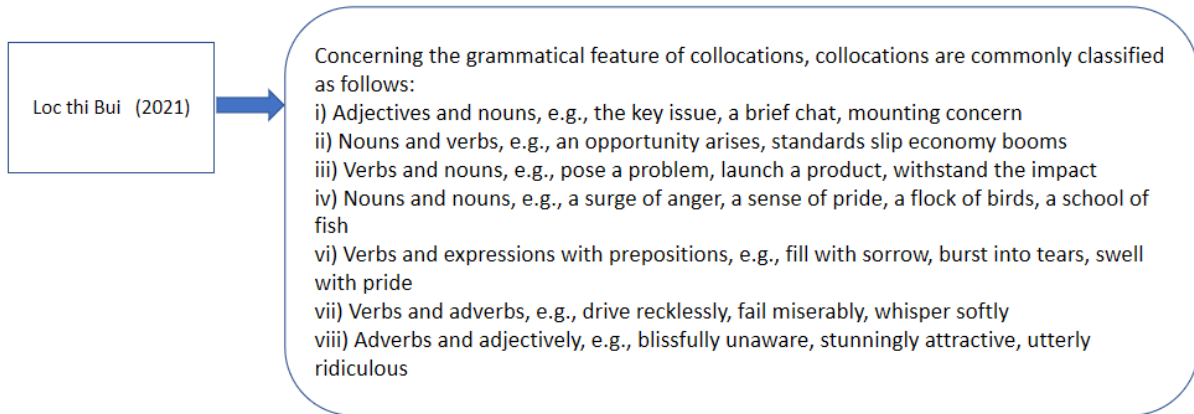 Loc thi Bui (2021)
Concerning the grammatical feature of collocations, collocations are commonly classified
as follows:
i) Adjectives and nouns, e.g., the key issue, a brief chat, mounting concern
ii) Nouns and verbs, e.g., an opportunity arises, standards slip economy booms
iii) Verbs and nouns, e.g., pose a problem, launch a product, withstand the impact
iv) Nouns and nouns, e.g., a surge of anger, a sense of pride, a flock of birds, a school of
fish
vi) Verbs and expressions with prepositions, e.g., fill with sorrow, burst into tears, swell
with pride
vii) Verbs and adverbs, e.g., drive recklessly, fail miserably, whisper softly
viii) Adverbs and adjectively, e.g., blissfully unaware, stunningly attractive, utterly
ridiculous